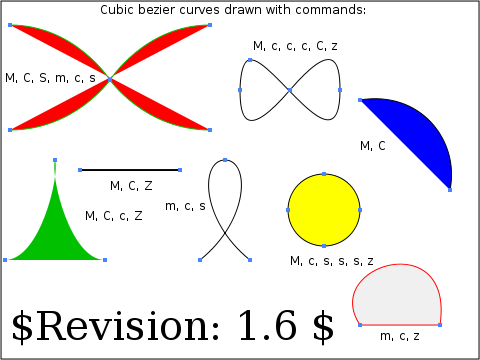 Cubic bezier curves drawn with commands:
M, c, c, c, C, z
M, C, S, m, c, s
M, C
M, C, Z
m, c, s
M, C, c, Z
M, c, s, s, s, z
$Revision: 1.6 $
m, c, z